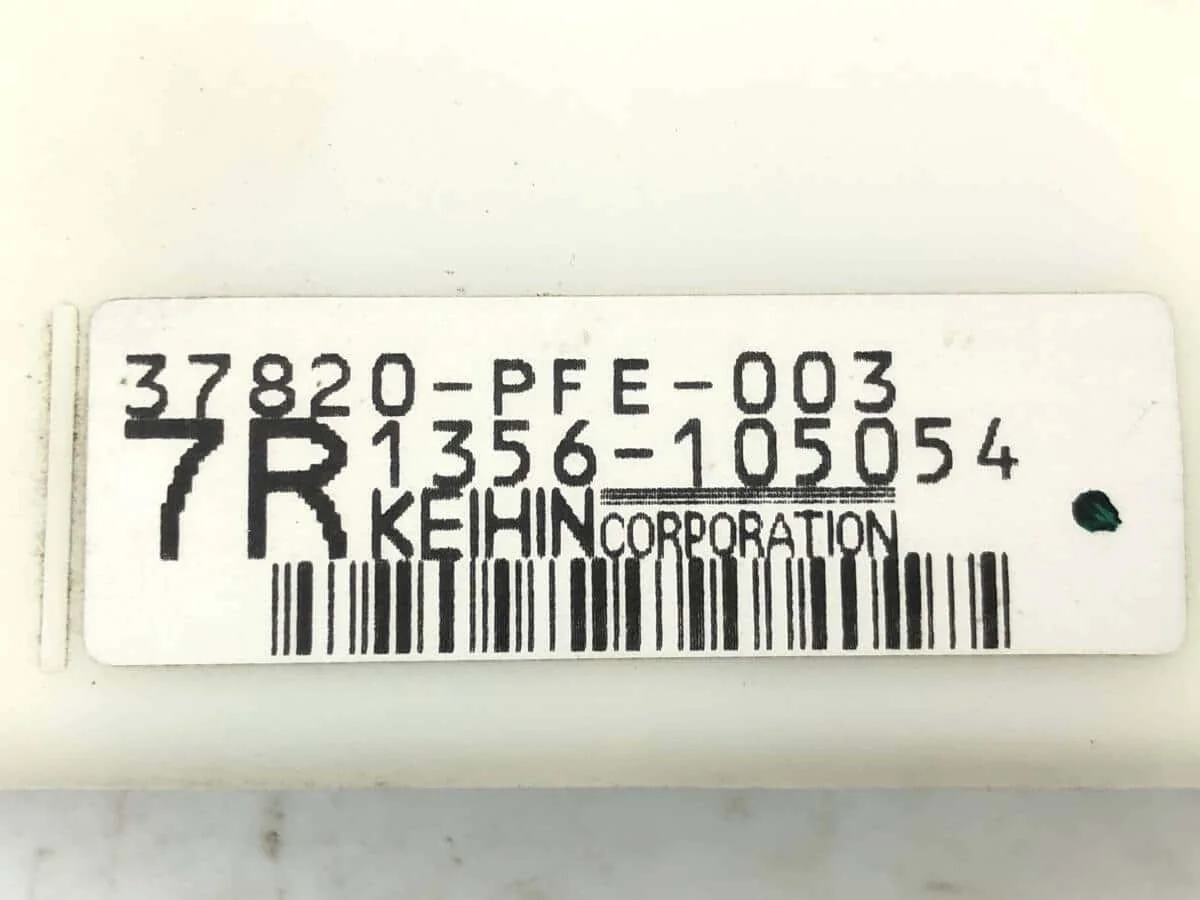 37820-PFE-003
7R 1356-105054
KEIHIN CORPORATION